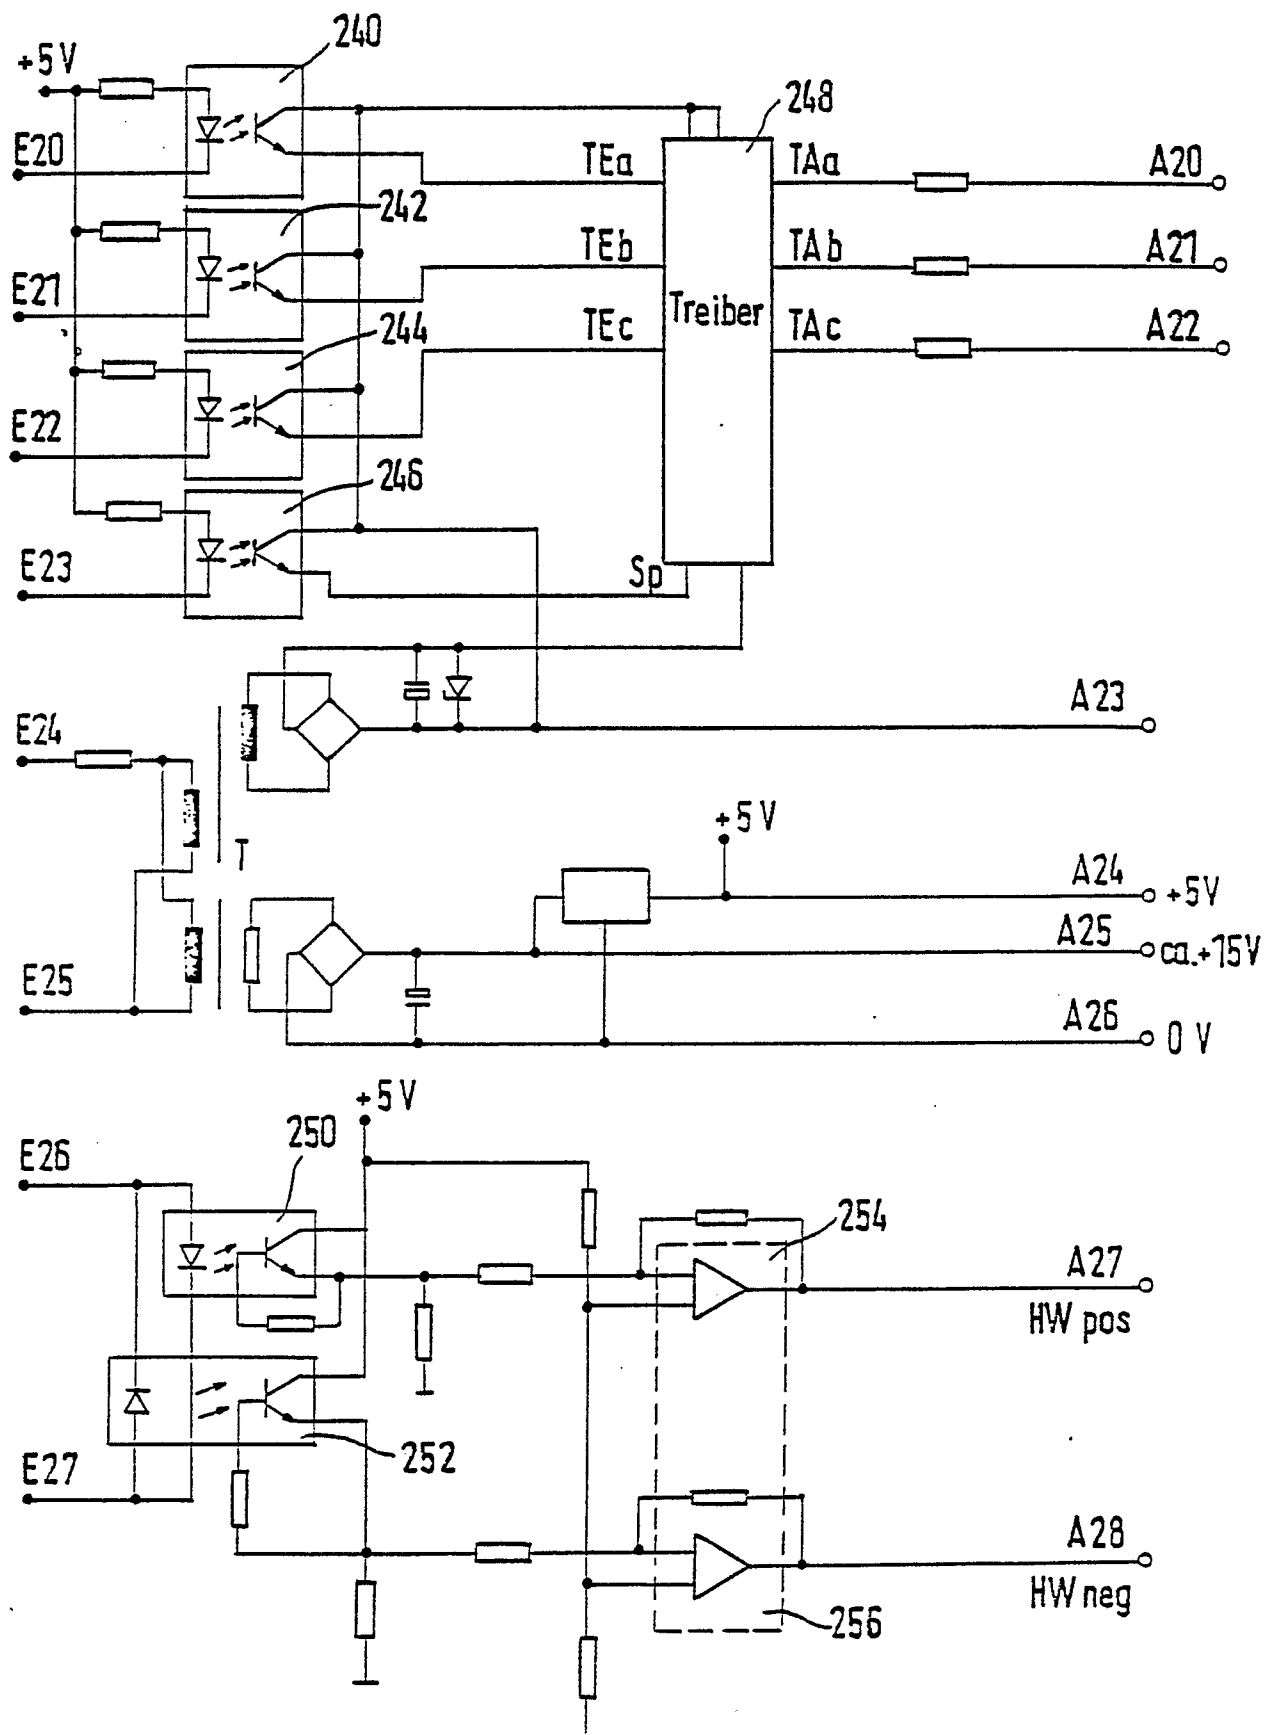 240
+5V
248
E20
TEa
TAa
A20
242
TEb
TAb
A21
E21
Treiber
244
TEc
TAc
A22
E22
246
E23
Sp
A23
E24
+5V
T
A24
+5V
A25
ca.+15V
E25
A26
0 V
+5V
250
E26
254
A27
HW pos
252
E27
A28
HW neg
256